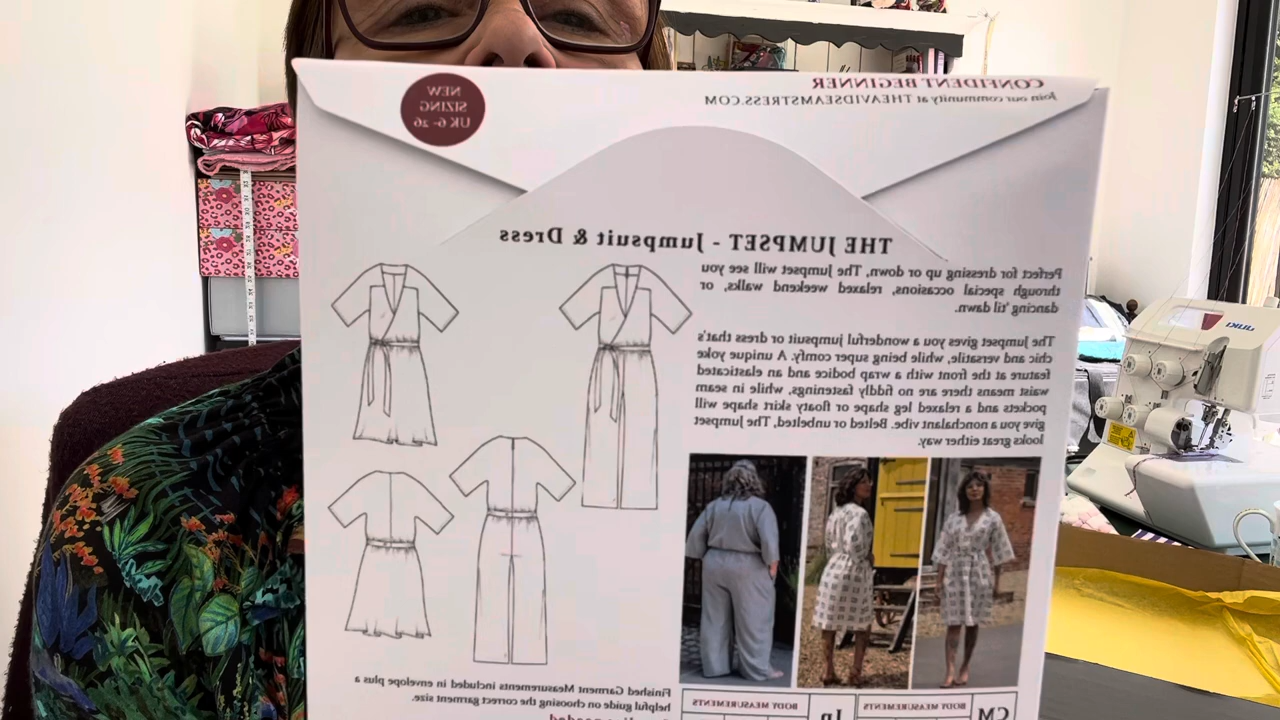 CONFIDENT BEGINNER
Join our community at THEAVIDSEAMSTRESS.COM
NEW
SIZING
UK 6-26
THE JUMPSET - Jumpsuit & Dress
Perfect for dressing up or down, The Jumpset will see you
through special occasions, relaxed weekend walks, or
dancing 'til dawn.
The Jumpset gives you a wonderful jumpsuit or dress that's
chic and versatile, while being super comfy. A unique yoke
feature at the front with a wrap bodice and an elasticated
waist means there are no fiddly fastenings, while in seam
pockets and a relaxed leg shape or floaty skirt shape will
give you a nonchalant vibe. Belted or unbelted, The Jumpset
looks great either way.
Finished Garment Measurements included in envelope plus a
helpful guide on choosing the correct garment size.
CM
BODY MEASUREMENTS
In
BODY MEASUREMENTS
JUKI